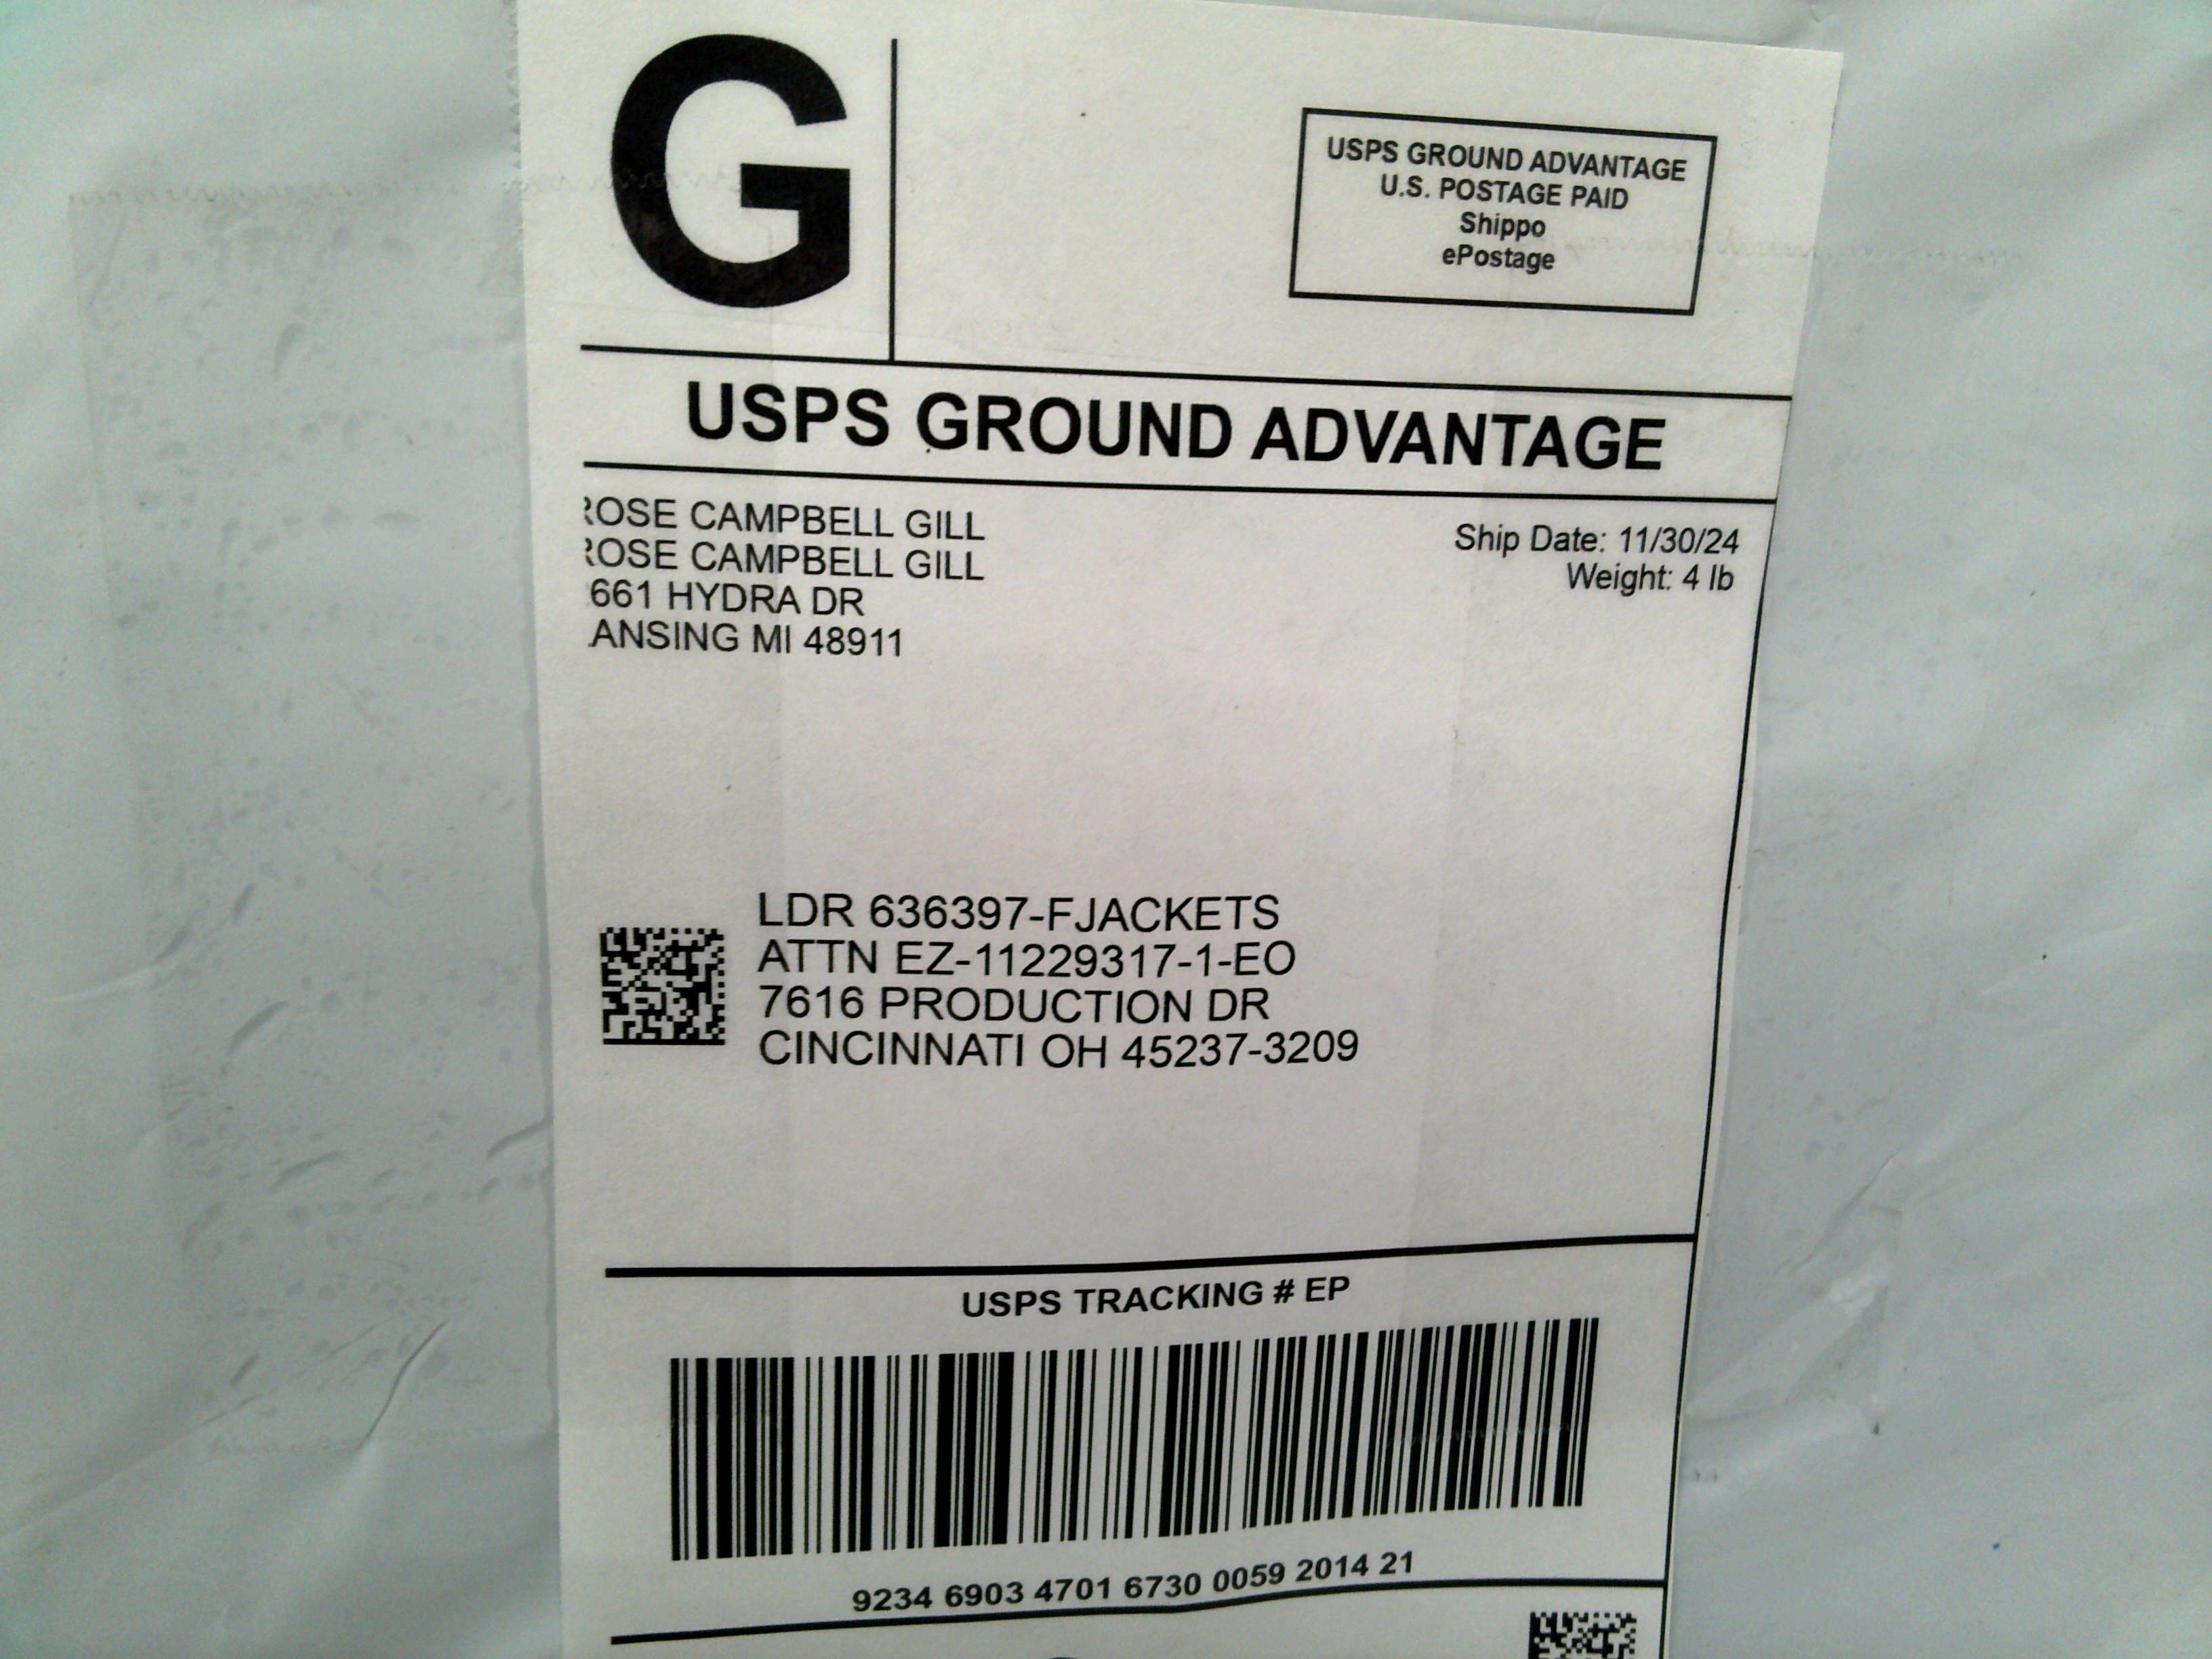 G
USPS GROUND ADVANTAGE
U.S. POSTAGE PAID
Shippo
ePostage
USPS GROUND ADVANTAGE
ROSE CAMPBELL GILL
ROSE CAMPBELL GILL
661 HYDRA DR
ANSING MI 48911
Ship Date: 11/30/24
Weight: 4 lb
LDR 636397-FJACKETS
ATTN EZ-11229317-1-EO
7616 PRODUCTION DR
CINCINNATI OH 45237-3209
USPS TRACKING # EP
9234 6903 4701 6730 0059 2014 21